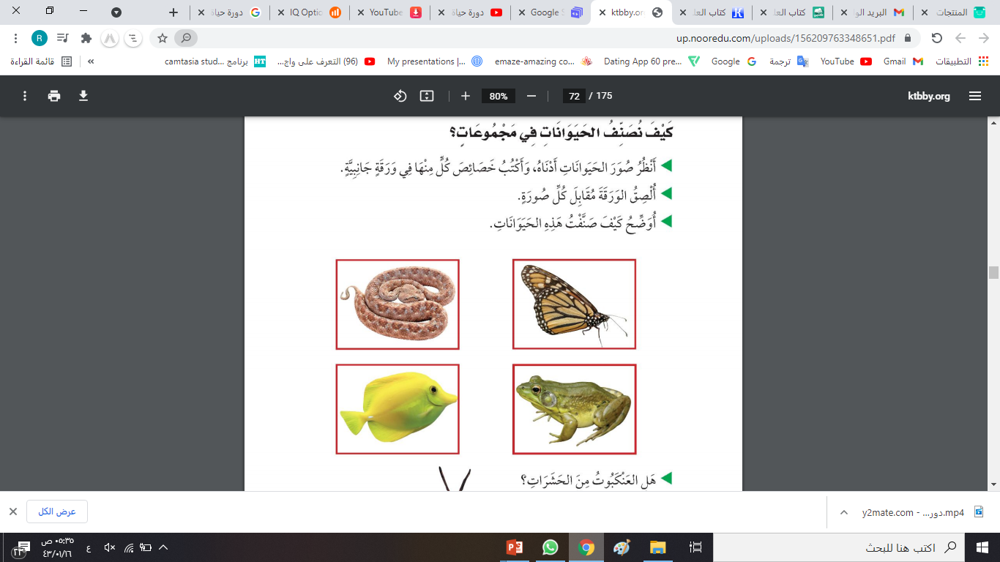 المنتجات
البريد الوا
كتاب العلـ
كتاب العلـ
ktbby.or
Google S
دورة حياة
YouTube
IQ Optio
دورة حياة
up.nooredu.com/uploads/156209763348651.pdf
R
التطبيقات
Gmail
YouTube
ترجمة
Google
Dating App 60 pre...
emaze-amazing co...
My presentations |...
(96) التعرف على واج...
برنامج camtasia stud...
»
قائمة القراءة
ktbby.org
72 / 175
80%
كَيْفَ نُصَنِّفُ الحَيَوَانَاتِ فِي مَجْمُوعَاتٍ؟
أَنْظُرُ صُوَرَ الحَيَوانَاتِ أَدْنَاهُ، وَأَكْتُبُ خَصَائِصَ كُلٍّ مِنْهَا فِي وَرَقَةٍ جَانِبِيَّةٍ.
أُلْصِقُ الوَرَقَةَ مُقَابِلَ كُلِّ صُورَةٍ.
أُوَضِّحُ كَيْفَ صَنَّفْتُ هَذِهِ الحَيَوَانَاتِ.
هَل العَنْكَبُوتُ مِنَ الحَشَرَاتِ؟
y2mate.com - دور....mp4
عرض الكل
اكتب هنا للبحث
ع
٠٥:٣٥ ص
٤٣/٠١/١٦
٢٣